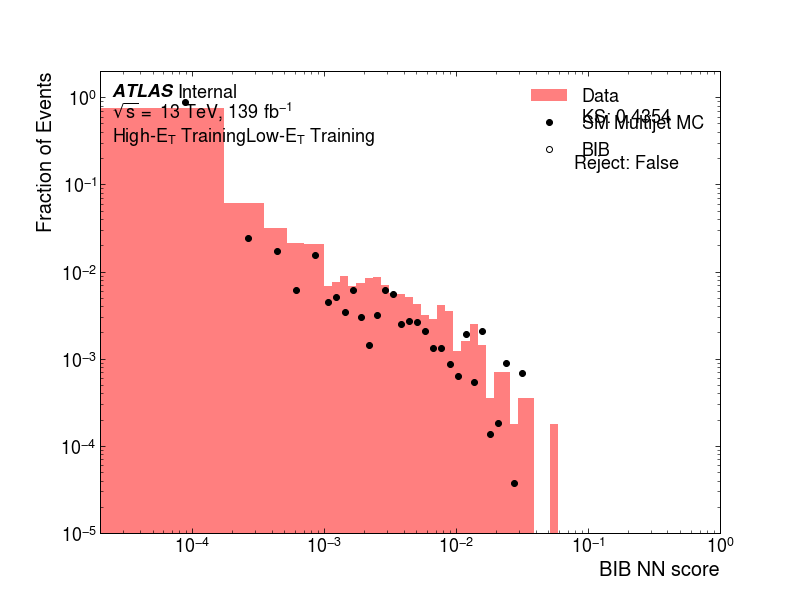 ATLAS Internal
√s = 13 TeV, 139 fb⁻¹
High-E_T TrainingLow-E_T Training
Data
KS: 0.4354
SM Multijet MC
BIB
Reject: False
Fraction of Events
10⁰
10⁻¹
10⁻²
10⁻³
10⁻⁴
10⁻⁵
10⁻⁴ 10⁻³ 10⁻² 10⁻¹ 10⁰
BIB NN score